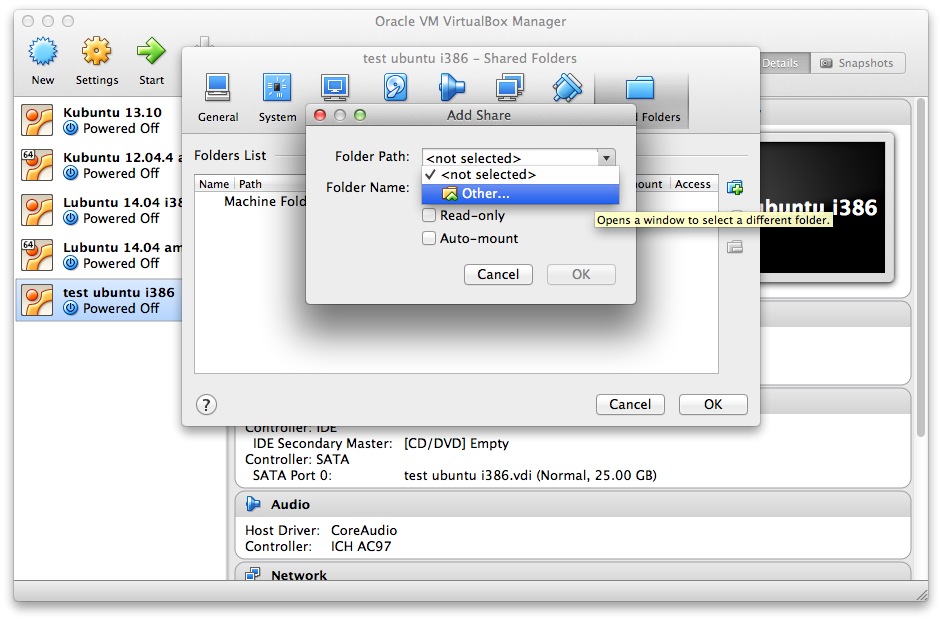 Oracle VM VirtualBox Manager
New
Settings
Start
Details
Snapshots
Kubuntu 13.10
Powered Off
64
Kubuntu 12.04.4 a
Powered Off
Lubuntu 14.04 i38
Powered Off
64
Lubuntu 14.04 am
Powered Off
test ubuntu i386
Powered Off
test ubuntu i386 – Shared Folders
General
System
Folders
Folders List
Name
Path
Access
Machine Fold
Add Share
Folder Path:
<not selected>
<not selected>
Folder Name:
Other...
Read-only
Auto-mount
Cancel
OK
Opens a window to select a different folder.
ubuntu i386
?
Cancel
OK
Controller: IDE
IDE Secondary Master: [CD/DVD] Empty
Controller: SATA
SATA Port 0: test ubuntu i386.vdi (Normal, 25.00 GB)
Audio
Host Driver: CoreAudio
Controller: ICH AC97
Network